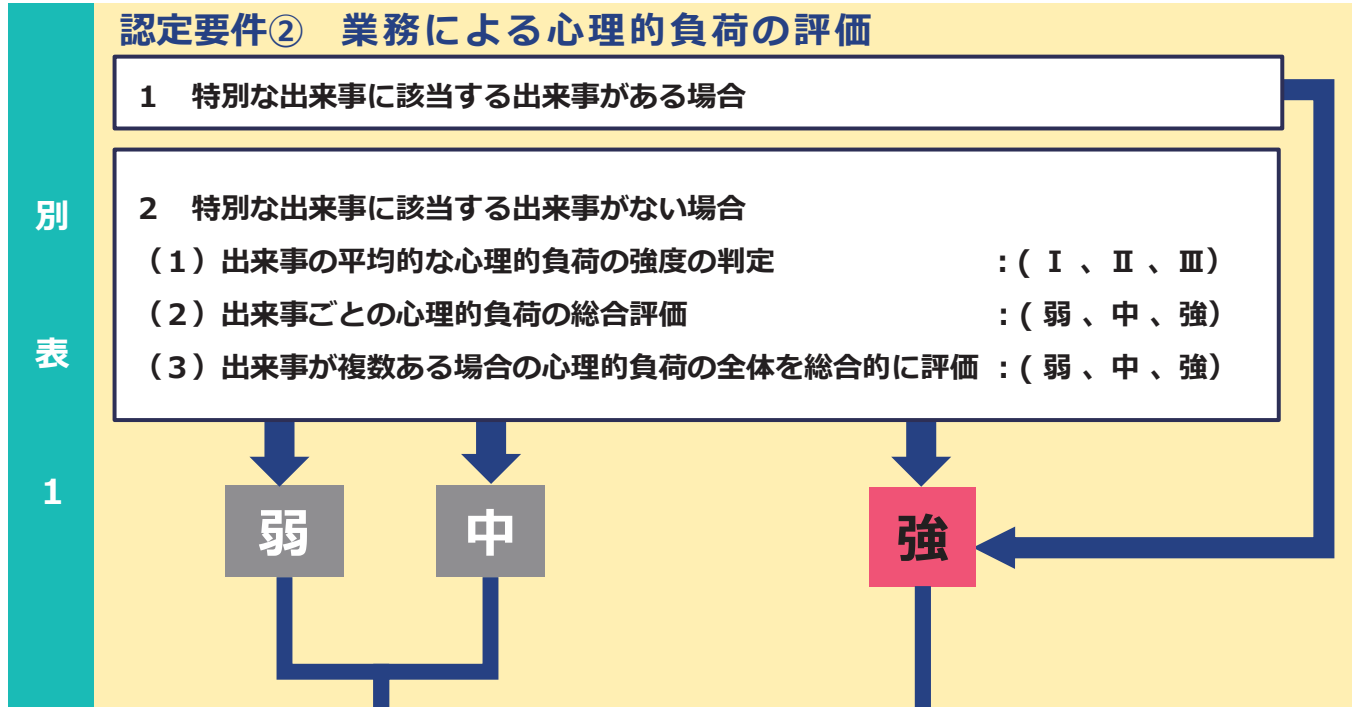 認定要件② 業務による心理的負荷の評価
1 特別な出来事に該当する出来事がある場合
別表1
2 特別な出来事に該当する出来事がない場合
（１）出来事の平均的な心理的負荷の強度の判定 ：( Ⅰ 、 Ⅱ 、 Ⅲ）
（２）出来事ごとの心理的負荷の総合評価 ：( 弱 、中 、強）
（３）出来事が複数ある場合の心理的負荷の全体を総合的に評価 ：( 弱 、中 、強）
弱
中
強